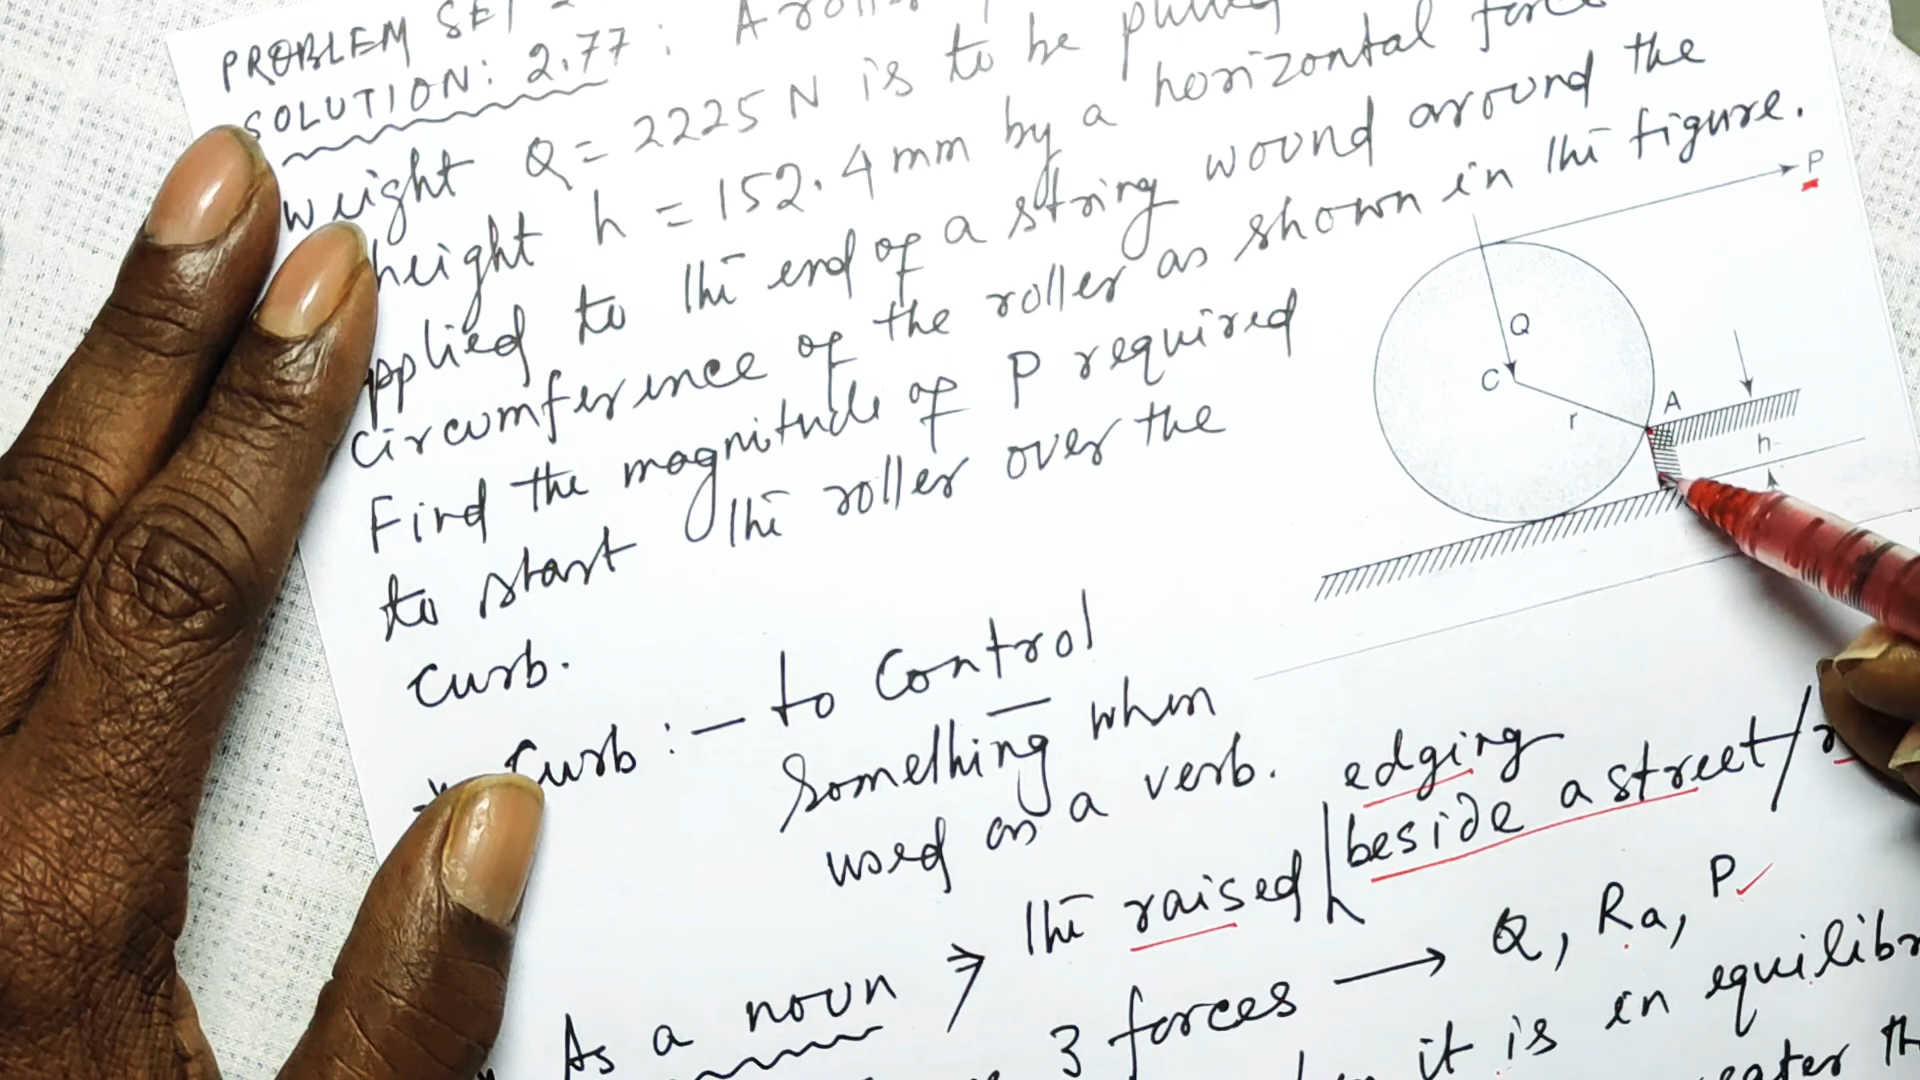 PROBLEM SET
SOLUTION: 2.77: A roller
weight Q = 2225 N is to be pulled
height h = 152.4 mm by a horizontal force
pplied to the end of a string wound around the
circumference of the roller as shown in the figure.
Find the magnitude of P required
to start the roller over the
curb.
P
Q
C
r
A
h
Curb :- to Control
Something when
used as a verb.
As a noun ⇒ the raised edging
beside a street/
3 forces → Q, Ra, P ✓
it is in equilibr